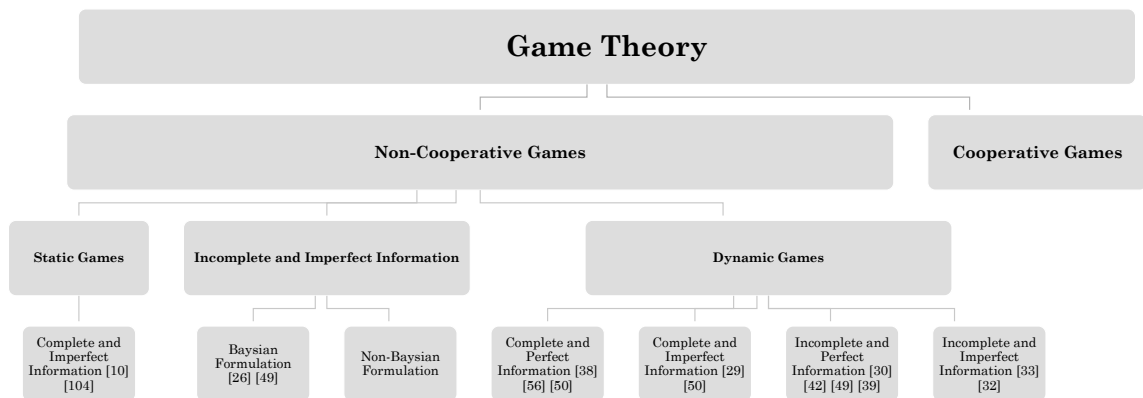 Game Theory
Non-Cooperative Games
Cooperative Games
Static Games
Incomplete and Imperfect Information
Dynamic Games
Complete and
Imperfect
Information [10]
[104]
Baysian
Formulation
[26] [49]
Non-Baysian
Formulation
Complete and
Perfect
Information [38]
[56] [50]
Complete and
Imperfect
Information [29]
[50]
Incomplete and
Perfect
Information [30]
[42] [49] [39]
Incomplete and
Imperfect
Information [33]
[32]